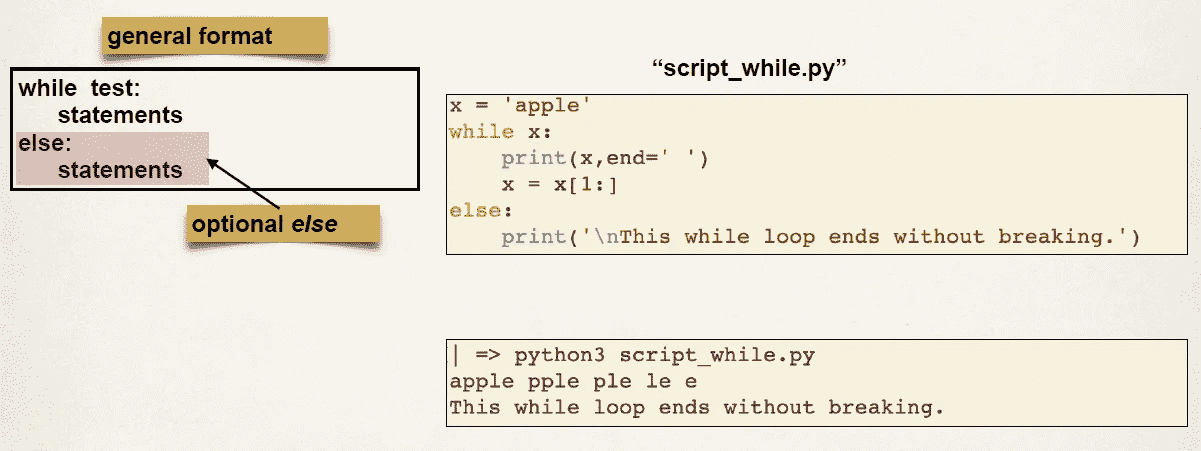 general format
while  test:
    statements
else:
    statements
optional else
“script_while.py”
x = 'apple'
while x:
    print(x,end=' ')
    x = x[1:]
else:
    print('\nThis while loop ends without breaking.')
| => python3 script_while.py
apple pple ple le e
This while loop ends without breaking.